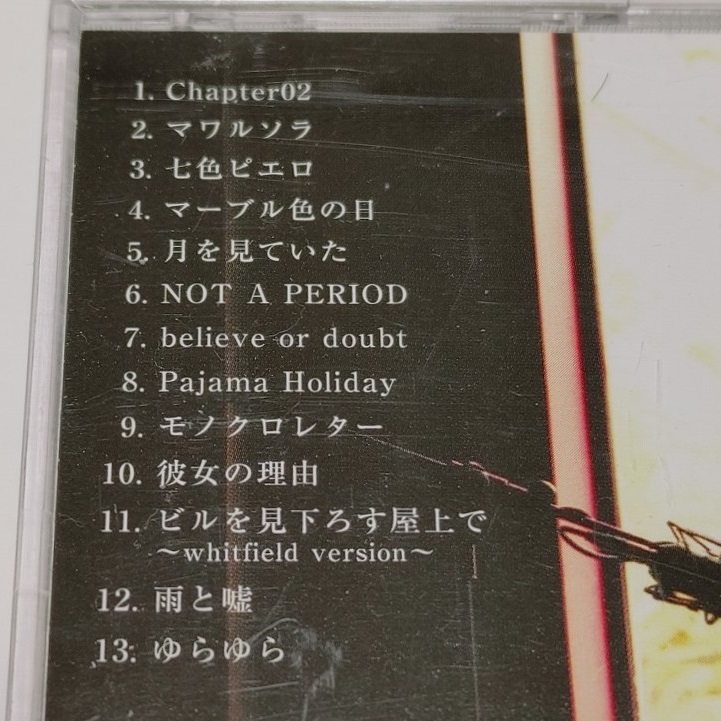 1. Chapter02
2. マワルソラ
3. 七色ピエロ
4. マーブル色の日
5. 月を見ていた
6. NOT A PERIOD
7. believe or doubt
8. Pajama Holiday
9. モノクロレター
10. 彼女の理由
11. ビルを見下ろす屋上で
～whitfield version～
12. 雨と嘘
13. ゆらゆら